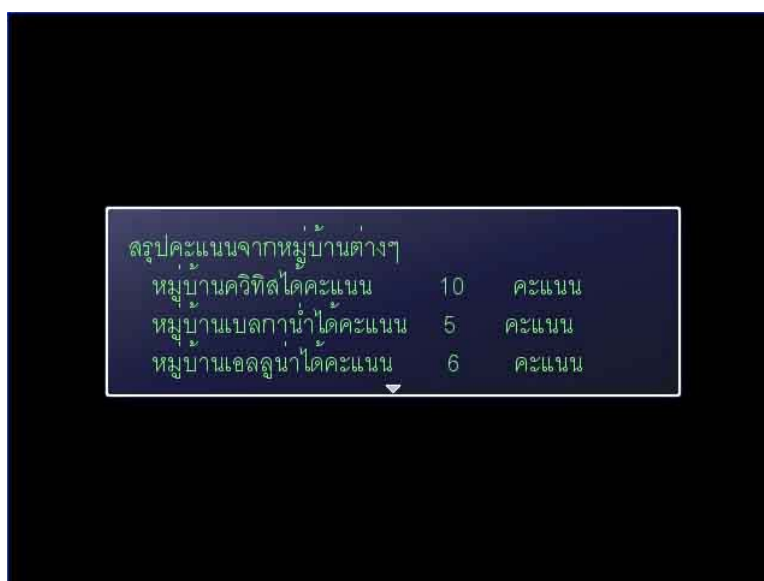 สรุปคะแนนจากหมู่บ้านต่างๆ
หมู่บ้านควิทิสได้คะแนน 10 คะแนน
หมู่บ้านเบลกาน่ำได้คะแนน 5 คะแนน
หมู่บ้านเอลลูน่าได้คะแนน 6 คะแนน